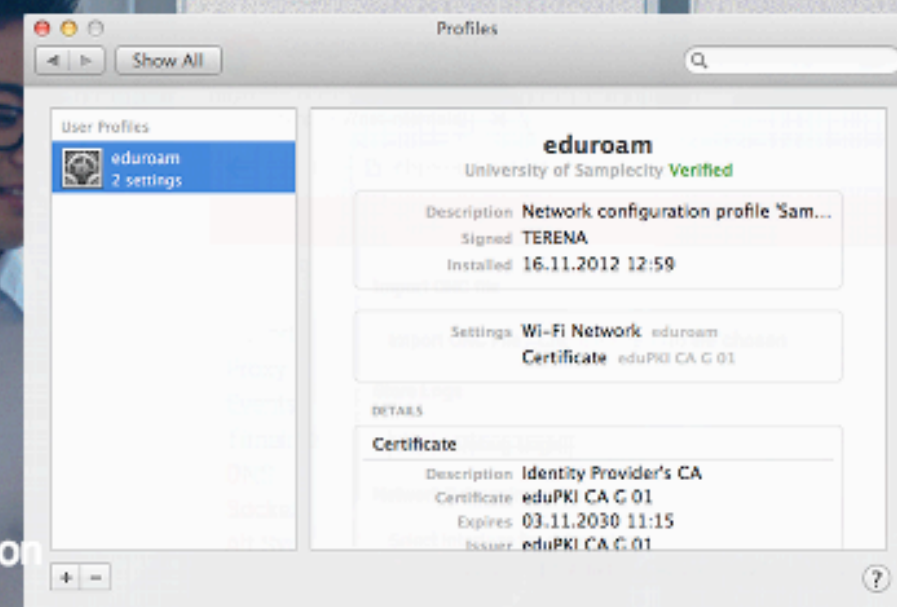 Profiles
Show All
User Profiles
eduroam
2 settings
eduroam
University of Samplecity Verified
Description Network configuration profile 'Sam...
Signed TERENA
Installed 16.11.2012 12:59
Settings Wi-Fi Network eduroam
Certificate eduPKI CA G 01
DETAILS
Certificate
Description Identity Provider's CA
Certificate eduPKI CA G 01
Expires 03.11.2030 11:15
Issuer eduPKI CA G 01
on
+ -
?